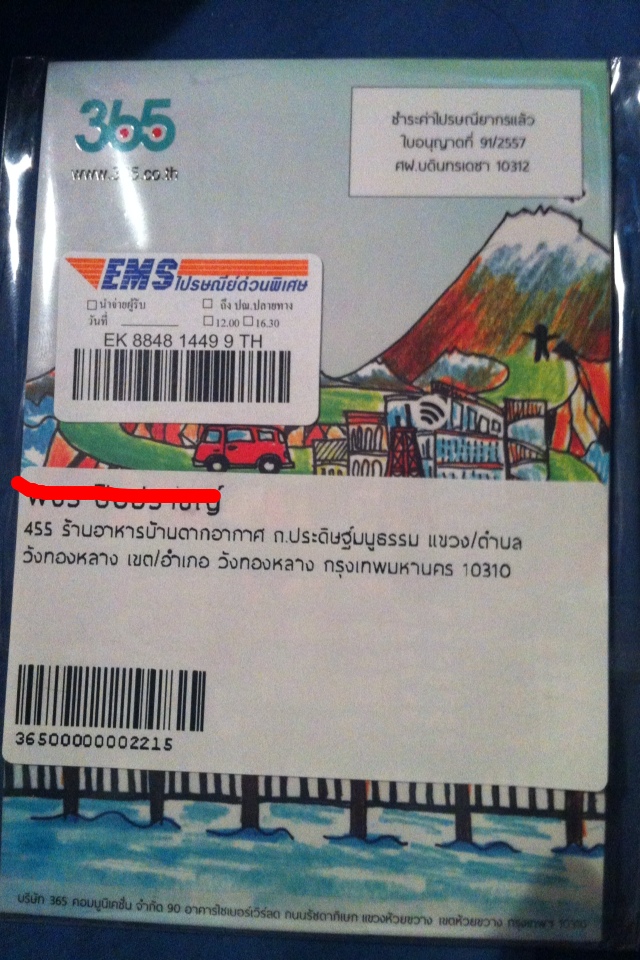 365
www.365.co.th
ชำระค่าไปรษณียากรแล้ว
ใบอนุญาตที่ 91/2557
ศฝ.บดินทรเดชา 10312
EMS ไปรษณีย์ด่วนพิเศษ
นำจ่ายผู้รับ ถึง ปณ.ปลายทาง
วันที่ 12.00 16.30
EK 8848 1449 9 TH
455 ร้านอาหารบ้านตากอากาศ ถ.ประดิษฐ์มนูธรรม แขวง/ตำบล
วังทองหลาง เขต/อำเภอ วังทองหลาง กรุงเทพมหานคร 10310
36500000002215
บริษัท 365 คอมมูนิเคชั่น จำกัด 90 อาคารไซเบอร์เวิร์ลด ถนนรัชดาภิเษก แขวงห้วยขวาง เขตห้วยขวาง กรุงเทพฯ